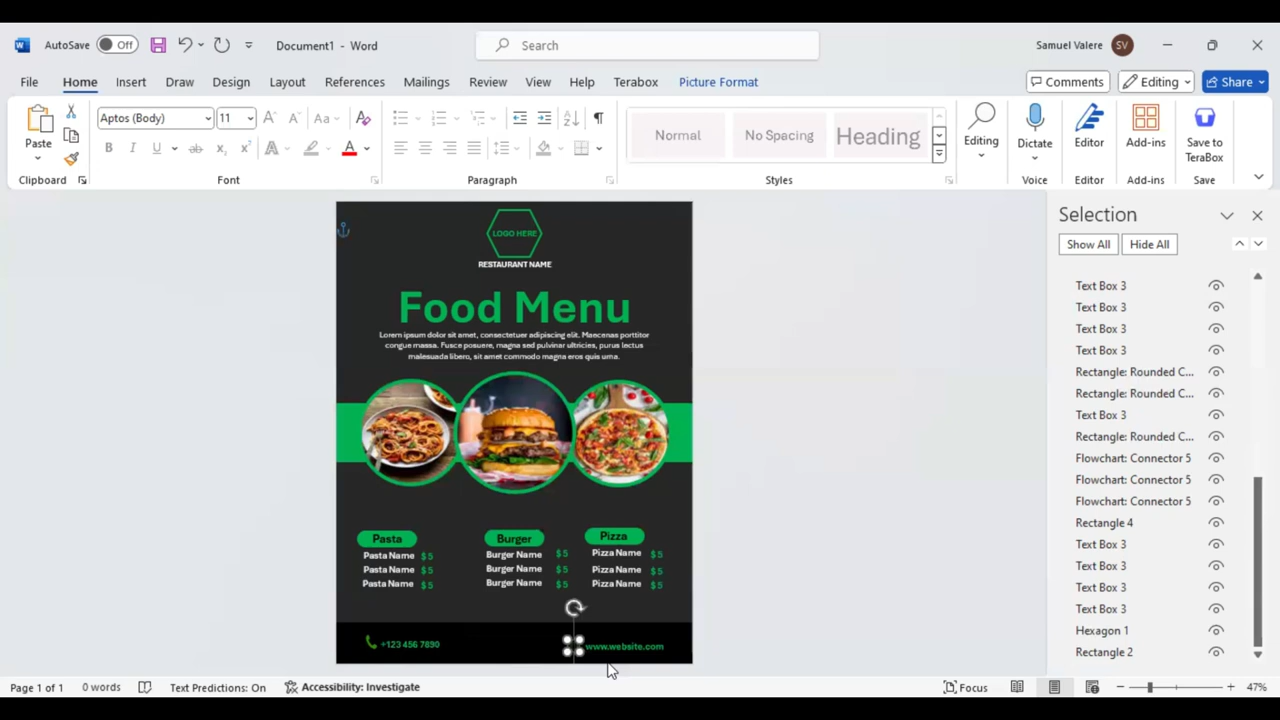 AutoSave Off Document1 - Word Search Samuel Valere SV
File Home Insert Draw Design Layout References Mailings Review View Help Terabox Picture Format Comments Editing Share
Aptos (Body) 11 Aa Normal No Spacing Heading
Paste Editing Dictate Editor Add-ins Save to TeraBox
Clipboard Font Paragraph Styles Voice Editor Add-ins Save
LOGO HERE
RESTAURANT NAME
Food Menu
Lorem ipsum dolor sit amet, consectetuer adipiscing elit. Maecenas porttitor
congue massa. Fusce posuere, magna sed pulvinar ultricies, purus lectus
malesuada libero, sit amet commodo magna eros quis urna.
Pasta
Pasta Name $ 5
Pasta Name $ 5
Pasta Name $ 5
Burger
Burger Name $ 5
Burger Name $ 5
Burger Name $ 5
Pizza
Pizza Name $ 5
Pizza Name $ 5
Pizza Name $ 5
+123 456 7890
www.website.com
Selection
Show All Hide All
Text Box 3
Text Box 3
Text Box 3
Text Box 3
Rectangle: Rounded C...
Rectangle: Rounded C...
Text Box 3
Rectangle: Rounded C...
Flowchart: Connector 5
Flowchart: Connector 5
Flowchart: Connector 5
Rectangle 4
Text Box 3
Text Box 3
Text Box 3
Text Box 3
Hexagon 1
Rectangle 2
Page 1 of 1 0 words Text Predictions: On Accessibility: Investigate Focus 47%